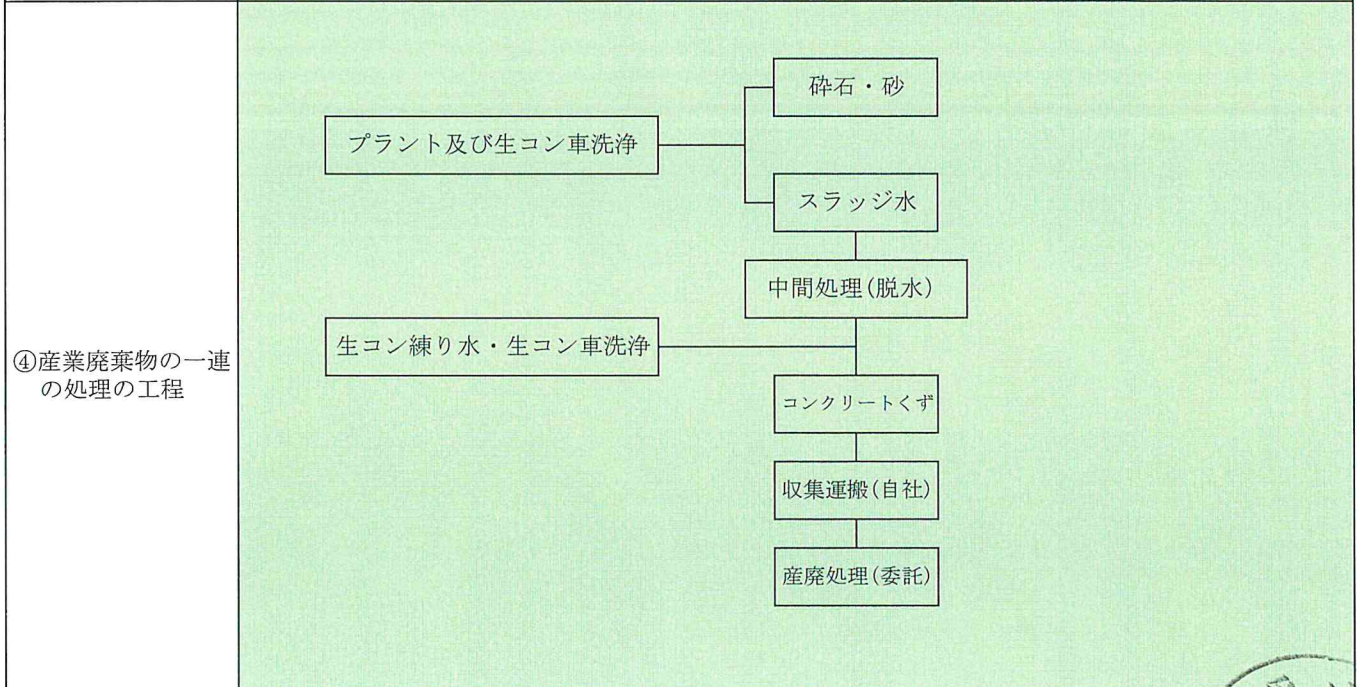 ④産業廃棄物の一連
の処理の工程
砕石・砂
プラント及び生コン車洗浄
スラッジ水
中間処理(脱水)
生コン練り水・生コン車洗浄
コンクリートくず
収集運搬(自社)
産廃処理(委託)